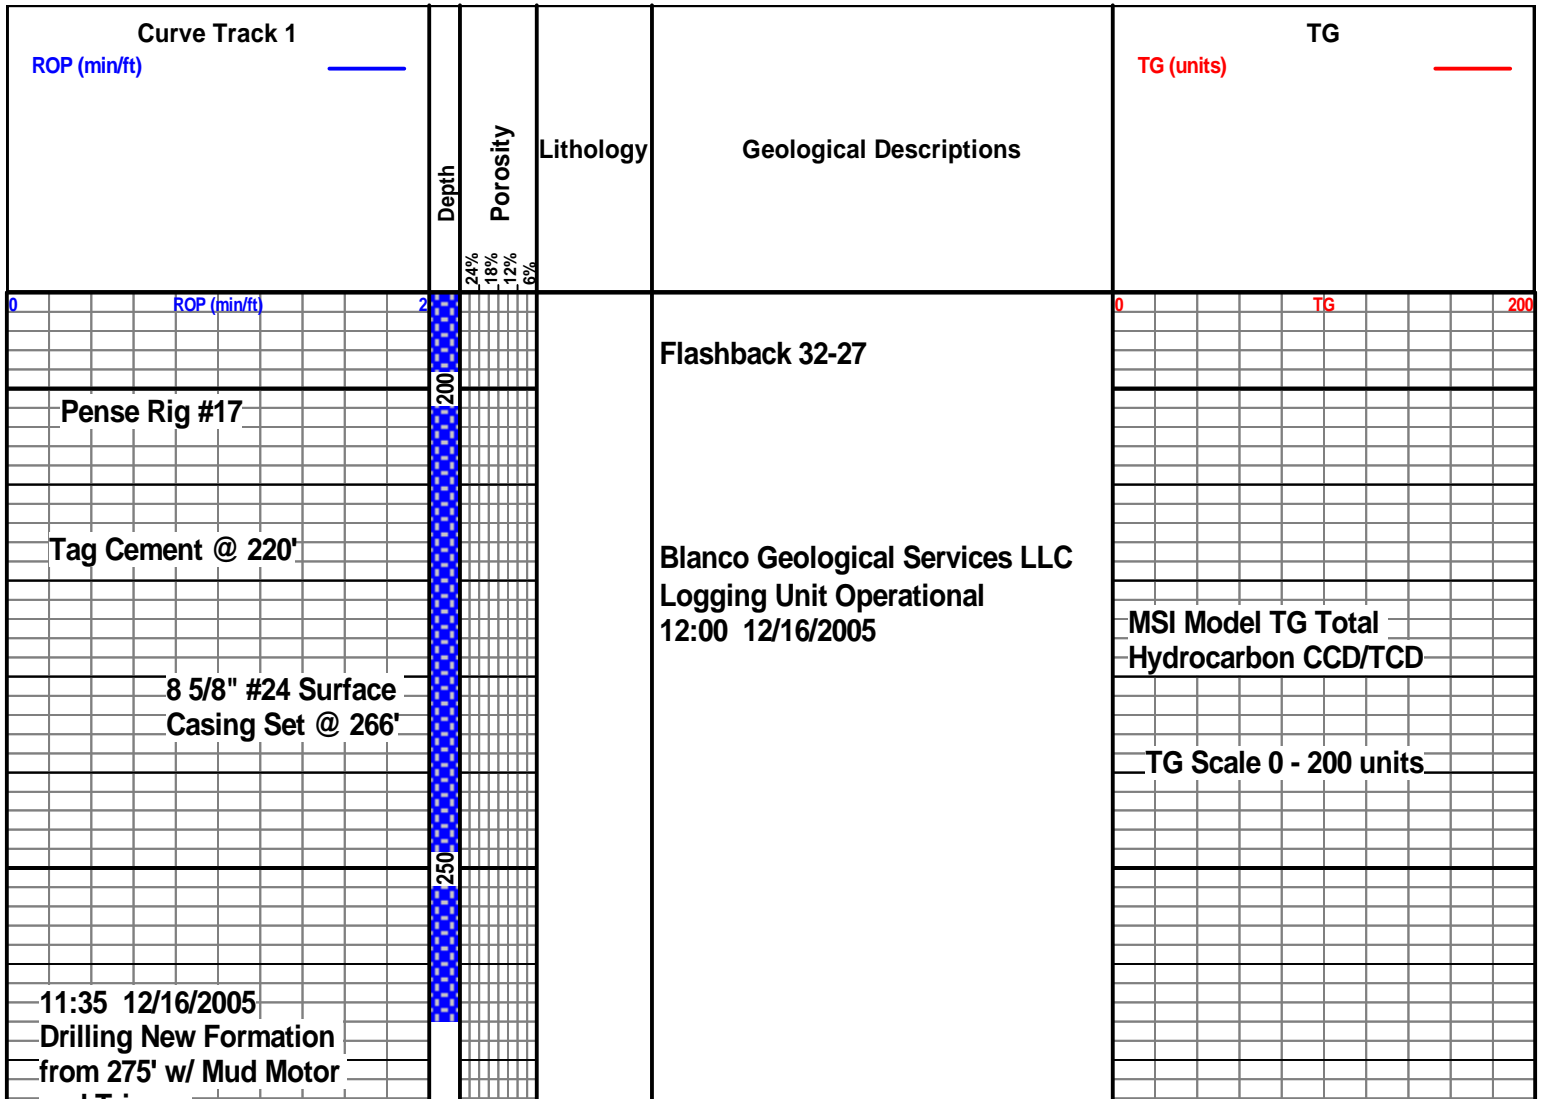 Curve Track 1
ROP (min/ft)
Depth
Porosity
24%
18%
12%
6%
Lithology
Geological Descriptions
TG
TG (units)
0 ROP (min/ft) 2
0 TG 200
Flashback 32-27
200
Pense Rig #17
Tag Cement @ 220'
Blanco Geological Services LLC
Logging Unit Operational
12:00 12/16/2005
MSI Model TG Total
Hydrocarbon CCD/TCD
8 5/8" #24 Surface
Casing Set @ 266'
TG Scale 0 - 200 units
250
11:35 12/16/2005
Drilling New Formation
from 275' w/ Mud Motor